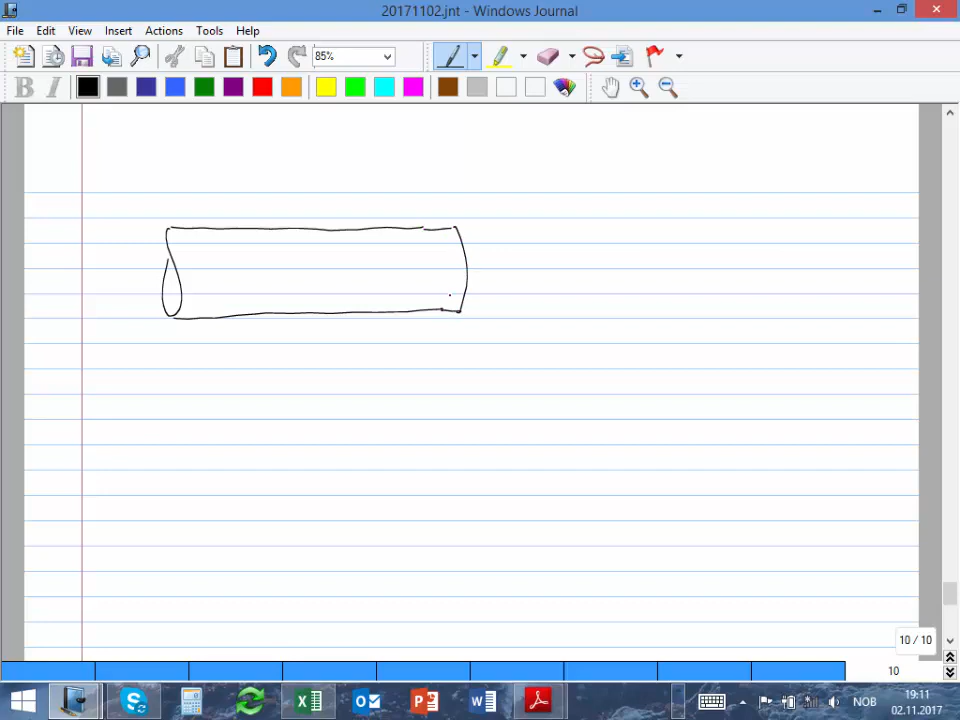 20171102.jnt - Windows Journal
File Edit View Insert Actions Tools Help
85%
B I
10 / 10
10
NOB
19:11
02.11.2017